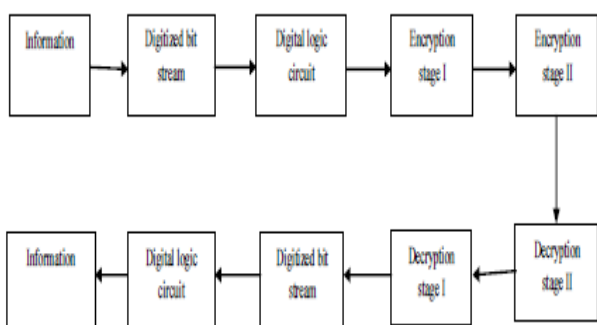 Information
Digitized bit
stream
Digital logic
circuit
Encryption
stage I
Encryption
stage II
Information
Digital logic
circuit
Digitized bit
stream
Decryption
stage I
Decryption
stage II